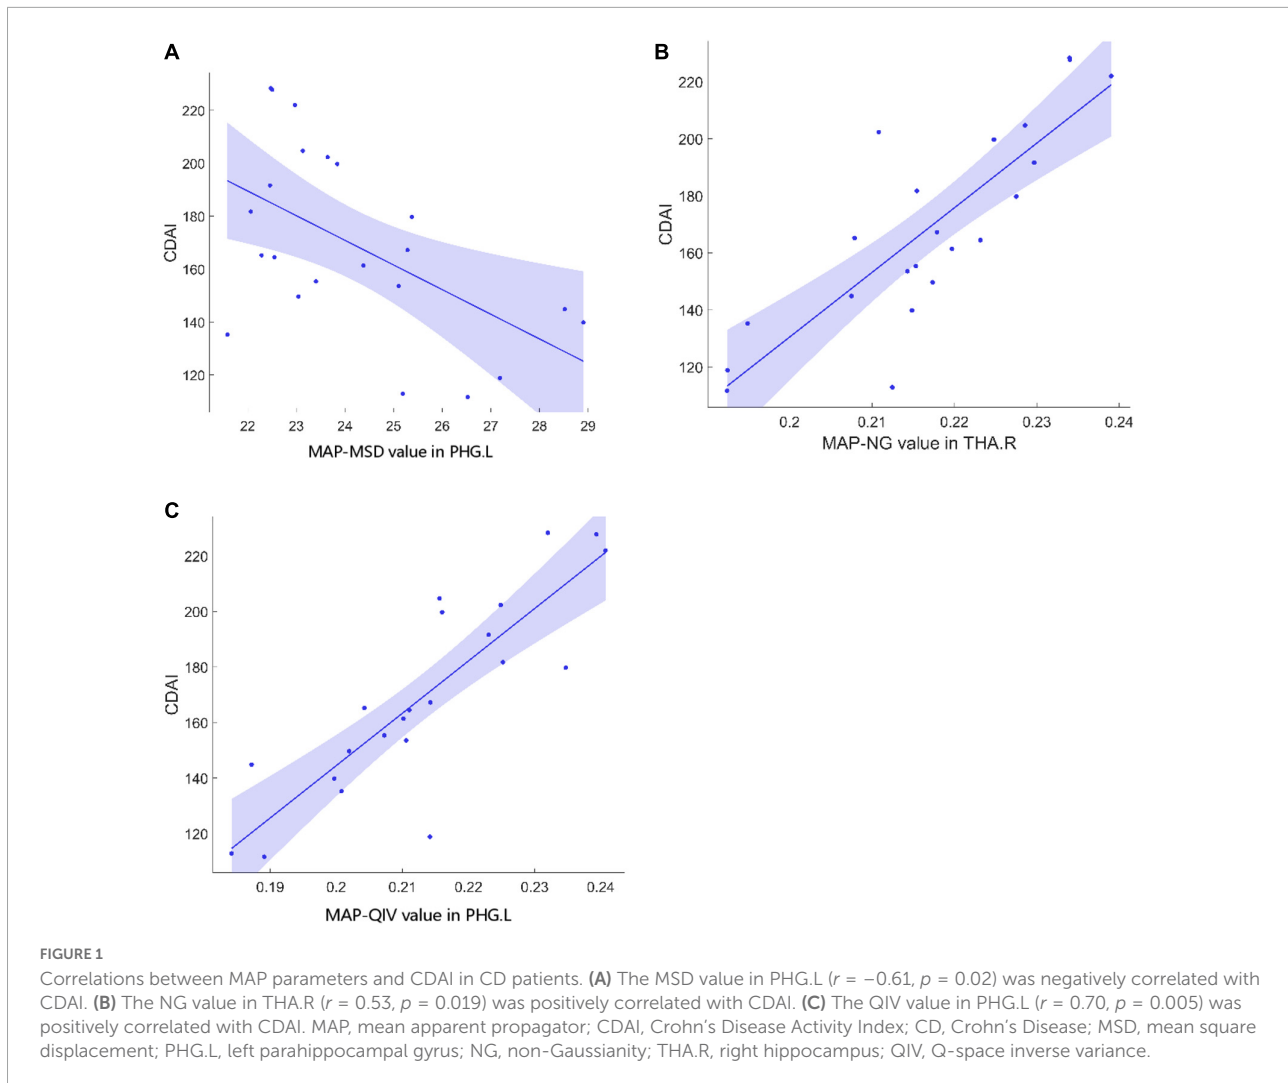 A
CDAI
220
200
180
160
140
120
22 23 24 25 26 27 28 29
MAP-MSD value in PHG.L
B
CDAI
220
200
180
160
140
120
0.2 0.21 0.22 0.23 0.24
MAP-NG value in THA.R
C
CDAI
220
200
180
160
140
120
0.19 0.2 0.21 0.22 0.23 0.24
MAP-QIV value in PHG.L
FIGURE 1
Correlations between MAP parameters and CDAI in CD patients. (A) The MSD value in PHG.L (r = −0.61, p = 0.02) was negatively correlated with
CDAI. (B) The NG value in THA.R (r = 0.53, p = 0.019) was positively correlated with CDAI. (C) The QIV value in PHG.L (r = 0.70, p = 0.005) was
positively correlated with CDAI. MAP, mean apparent propagator; CDAI, Crohn’s Disease Activity Index; CD, Crohn’s Disease; MSD, mean square
displacement; PHG.L, left parahippocampal gyrus; NG, non-Gaussianity; THA.R, right hippocampus; QIV, Q-space inverse variance.